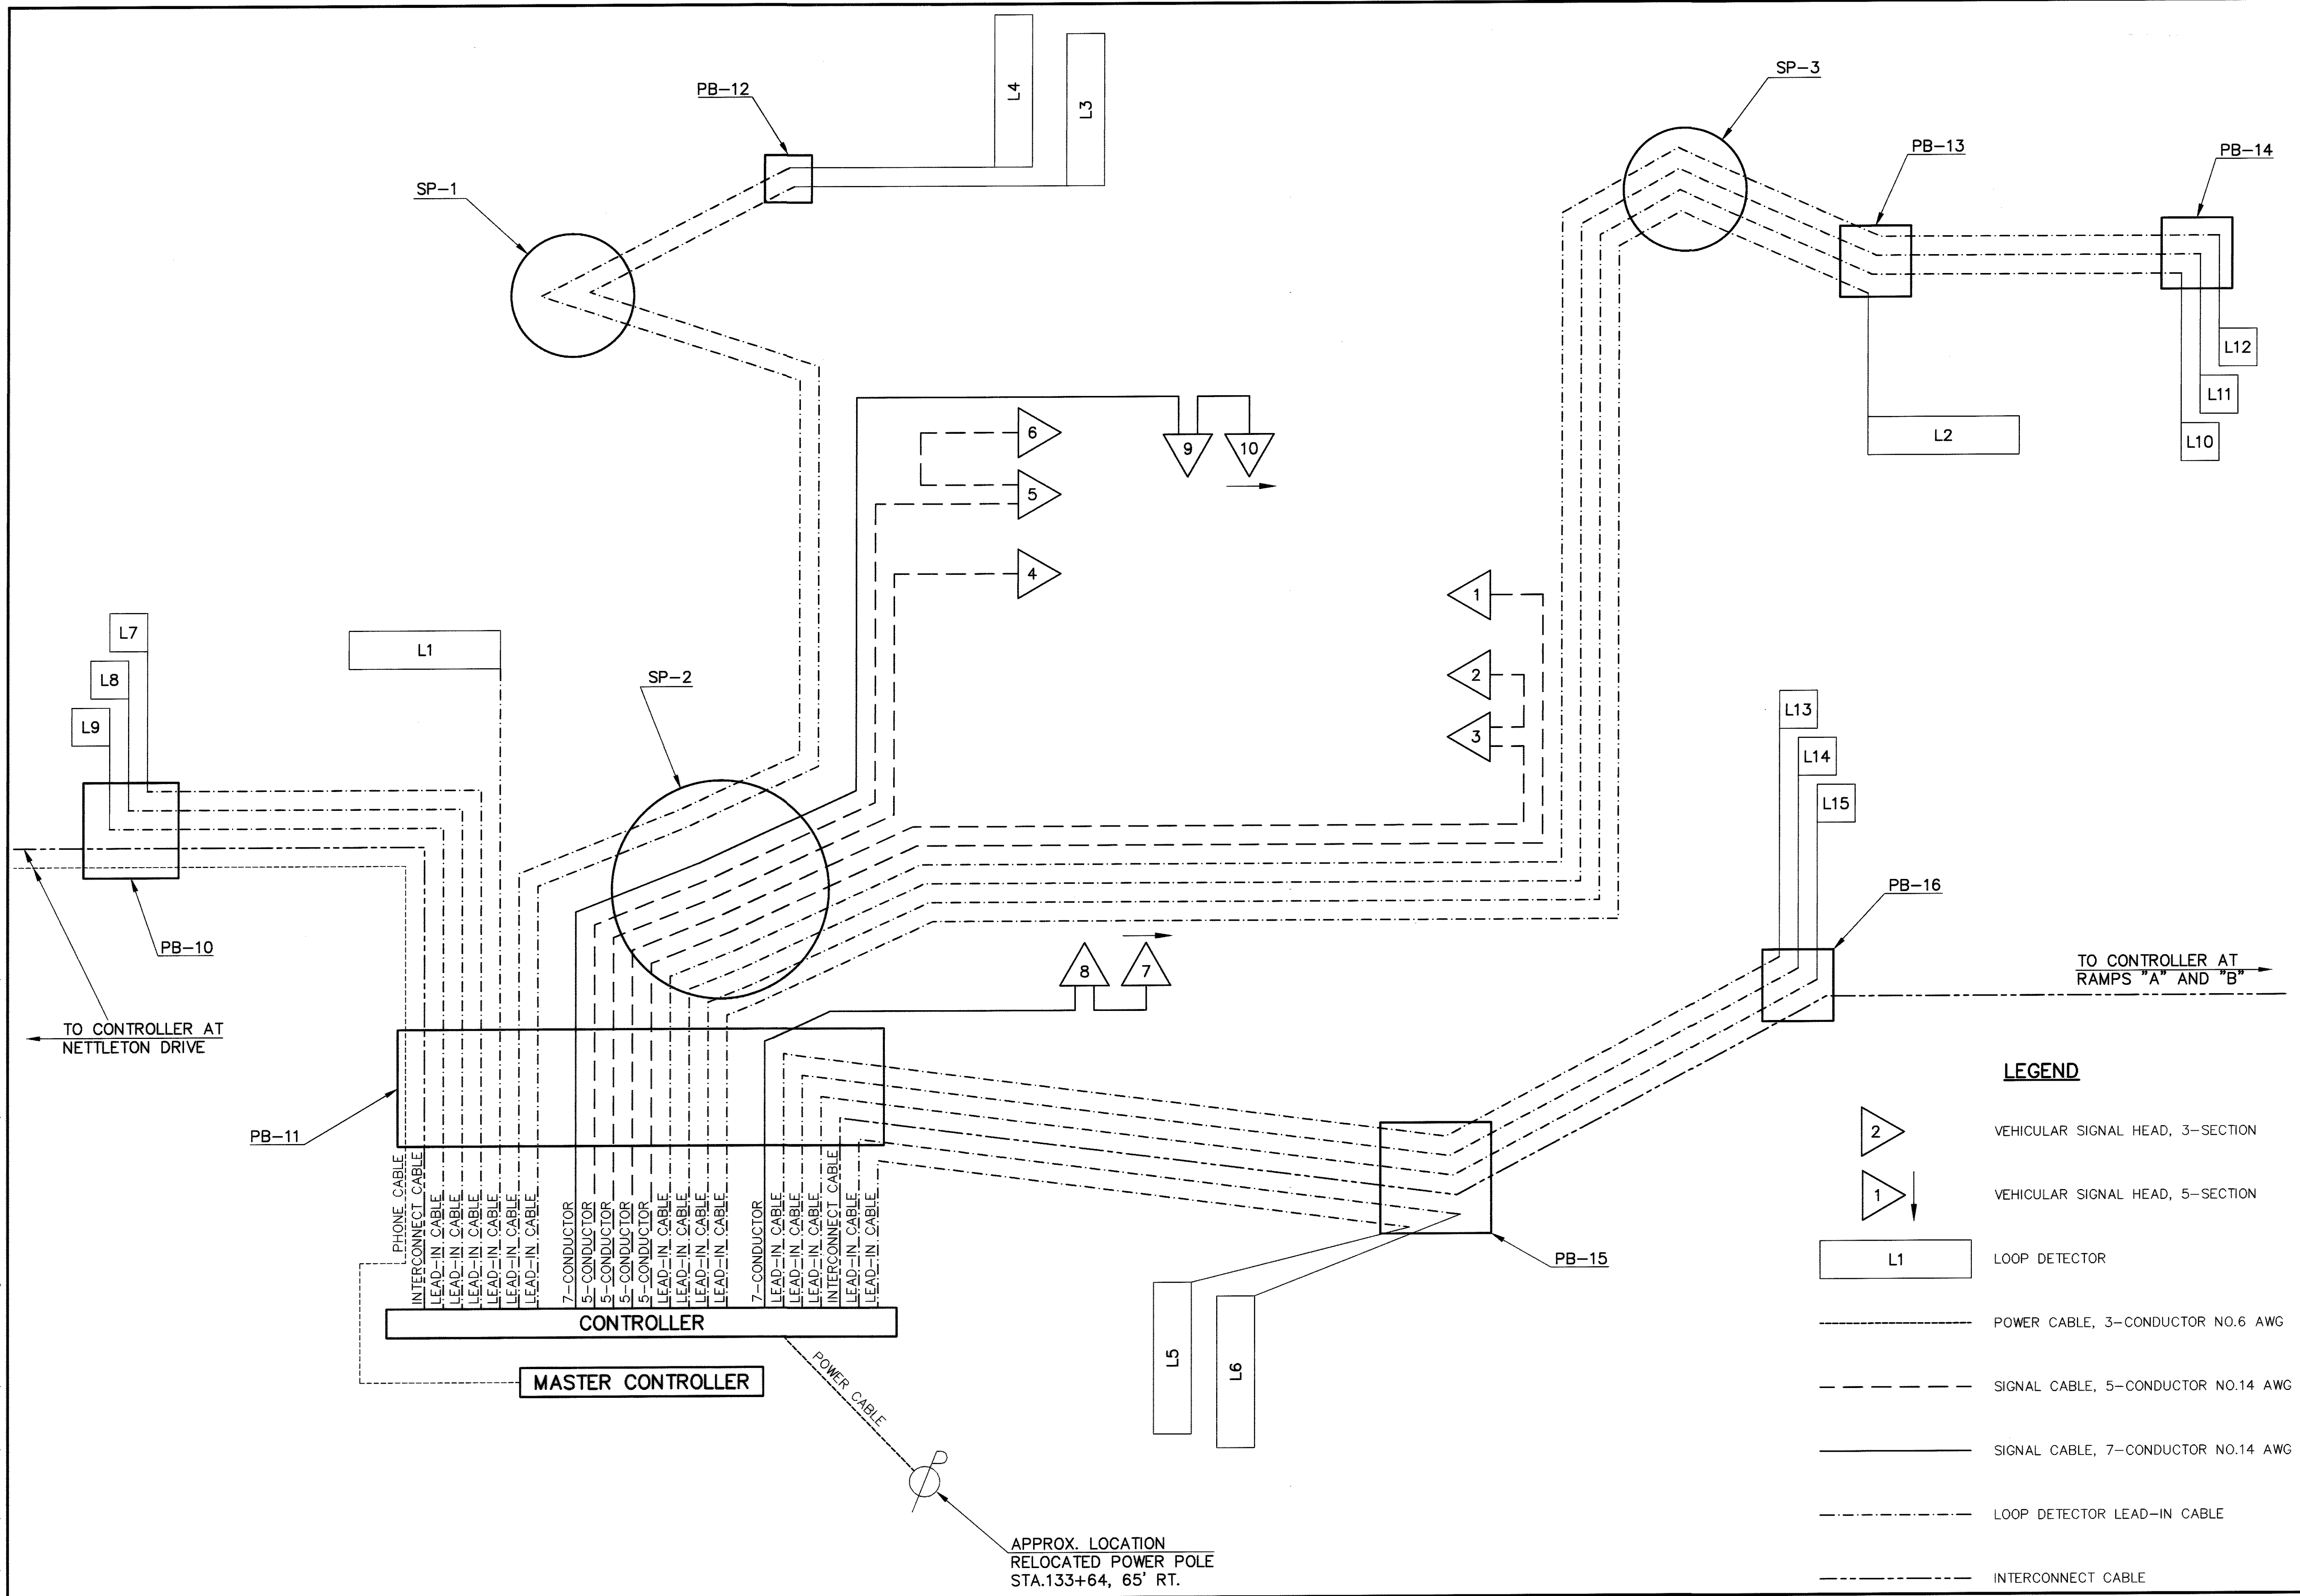 L4
L3
SP-3
PB-12
PB-13
PB-14
SP-1
L12
L11
L10
L2
6
9
10
5
4
1
2
3
L7
L8
L9
L1
SP-2
L13
L14
L15
PB-16
PB-10
8
7
TO CONTROLLER AT
RAMPS "A" AND "B"
TO CONTROLLER AT
NETTLETON DRIVE
PB-11
PB-15
PHONE CABLE
INTERCONNECT CABLE
LEAD-IN CABLE
LEAD-IN CABLE
LEAD-IN CABLE
LEAD-IN CABLE
LEAD-IN CABLE
LEAD-IN CABLE
7-CONDUCTOR
5-CONDUCTOR
5-CONDUCTOR
5-CONDUCTOR
5-CONDUCTOR
LEAD-IN CABLE
LEAD-IN CABLE
LEAD-IN CABLE
LEAD-IN CABLE
7-CONDUCTOR
LEAD-IN CABLE
LEAD-IN CABLE
LEAD-IN CABLE
INTERCONNECT CABLE
LEAD-IN CABLE
LEAD-IN CABLE
CONTROLLER
MASTER CONTROLLER
POWER CABLE
L5
L6
APPROX. LOCATION
RELOCATED POWER POLE
STA.133+64, 65' RT.
LEGEND
2
VEHICULAR SIGNAL HEAD, 3-SECTION
1
VEHICULAR SIGNAL HEAD, 5-SECTION
L1
LOOP DETECTOR
POWER CABLE, 3-CONDUCTOR NO.6 AWG
SIGNAL CABLE, 5-CONDUCTOR NO.14 AWG
SIGNAL CABLE, 7-CONDUCTOR NO.14 AWG
LOOP DETECTOR LEAD-IN CABLE
INTERCONNECT CABLE